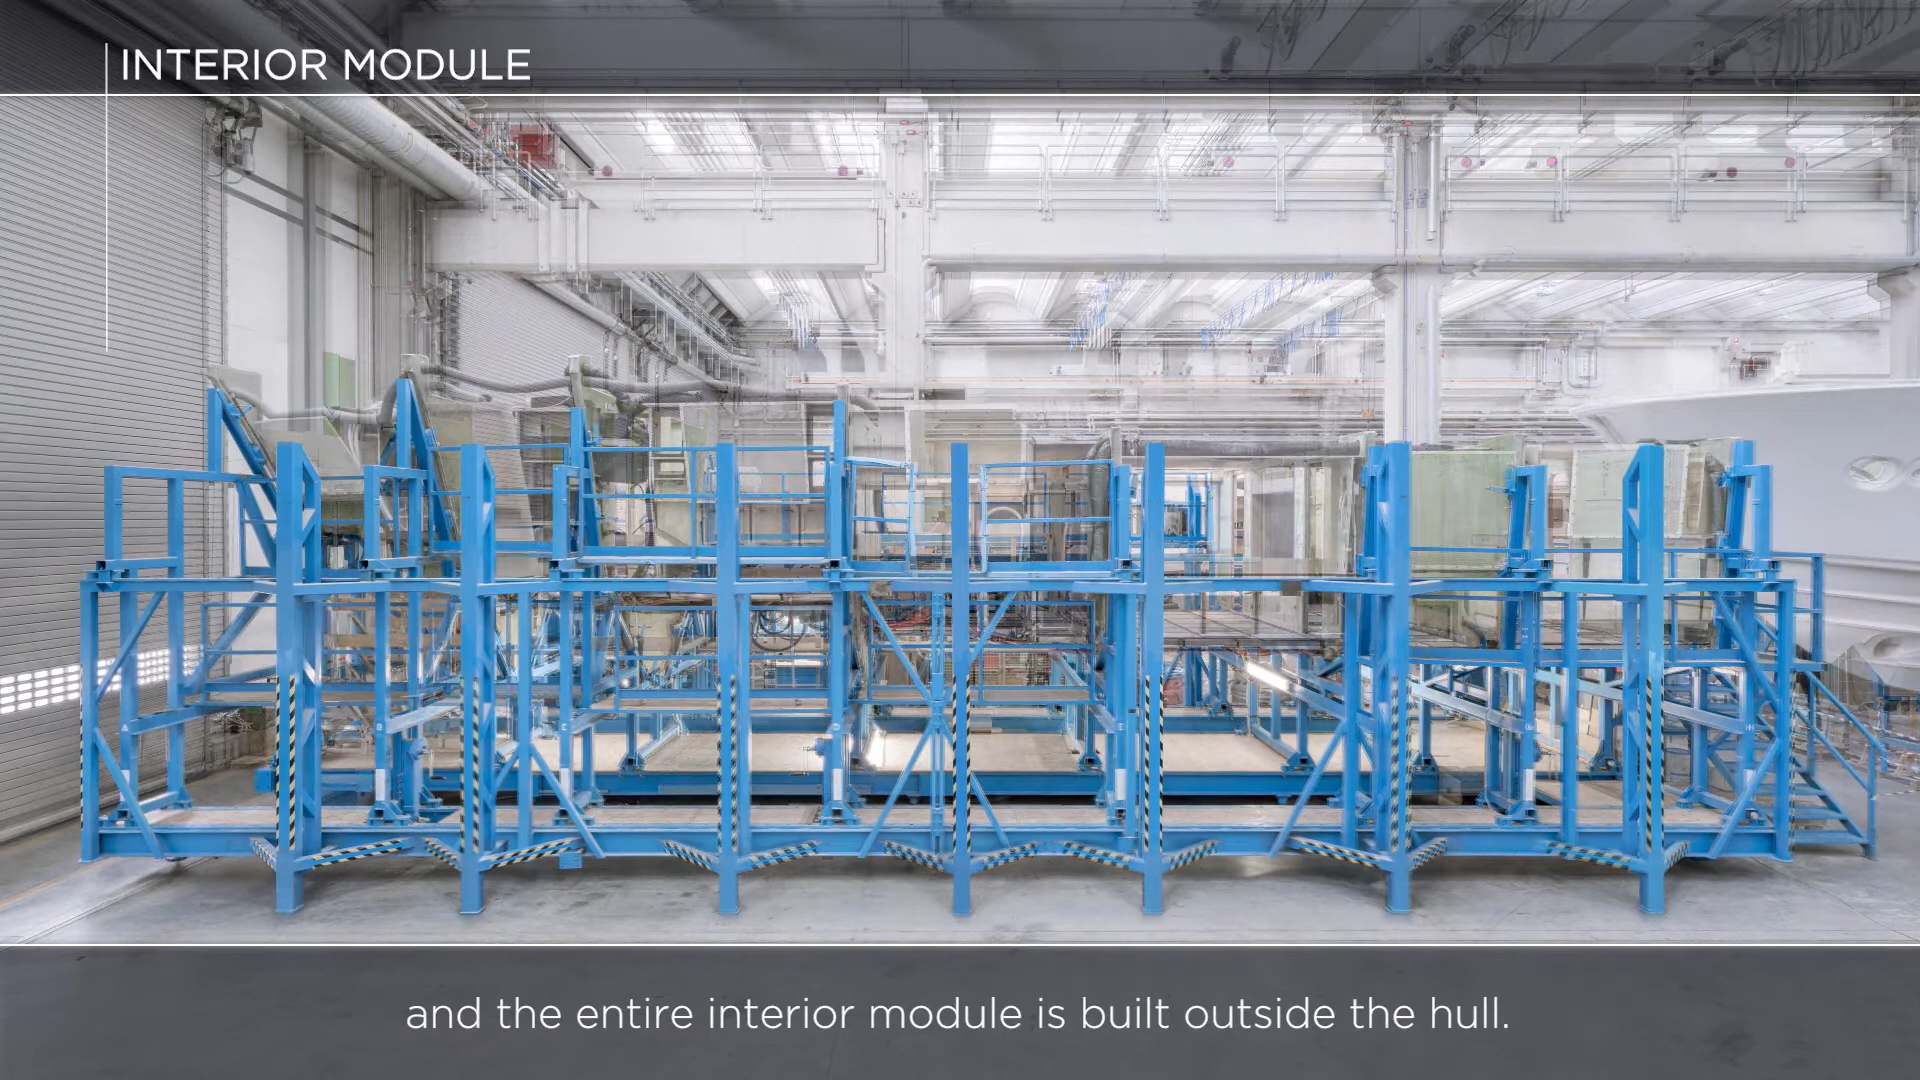 INTERIOR MODULE
and the entire interior module is built outside the hull.